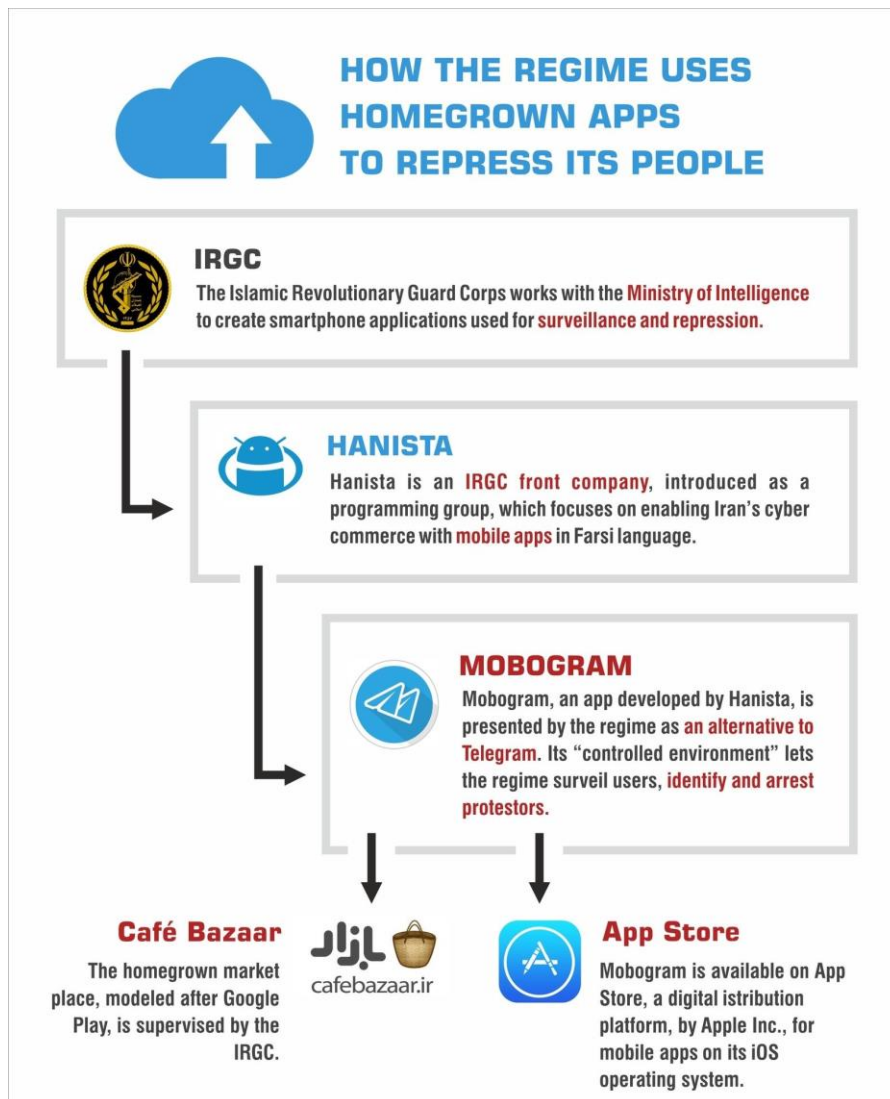 HOW THE REGIME USES
HOMEGROWN APPS
TO REPRESS ITS PEOPLE
IRGC
The Islamic Revolutionary Guard Corps works with the Ministry of Intelligence
to create smartphone applications used for surveillance and repression.
HANISTA
Hanista is an IRGC front company, introduced as a
programming group, which focuses on enabling Iran's cyber
commerce with mobile apps in Farsi language.
MOBOGRAM
Mobogram, an app developed by Hanista, is
presented by the regime as an alternative to
Telegram. Its “controlled environment” lets
the regime surveil users, identify and arrest
protestors.
Café Bazaar
The homegrown market
place, modeled after Google
Play, is supervised by the
IRGC.
بازار
cafebazaar.ir
App Store
Mobogram is available on App
Store, a digital istribution
platform, by Apple Inc., for
mobile apps on its iOS
operating system.